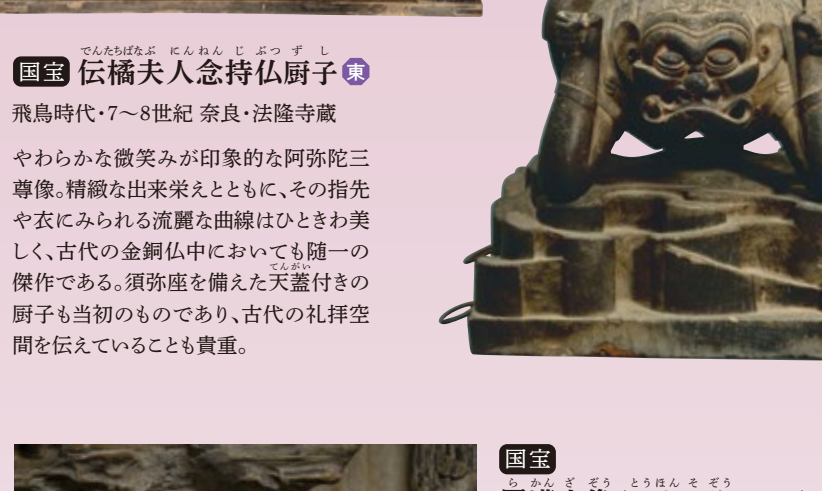 でんたちばなぶ にんねん じ ぶつ ず し
国宝 伝橘夫人念持仏厨子 東
飛鳥時代・7〜8世紀 奈良・法隆寺蔵
やわらかな微笑みが印象的な阿弥陀三
尊像。精緻な出来栄えとともに、その指先
や衣にみられる流麗な曲線はひときわ美
しく、古代の金銅仏中においても随一の
てんがい
傑作である。須弥座を備えた天蓋付きの
厨子も当初のものであり、古代の礼拝空
間を伝えていることも貴重。
国宝
ら かん ざ ぞう とうほん そ ぞう